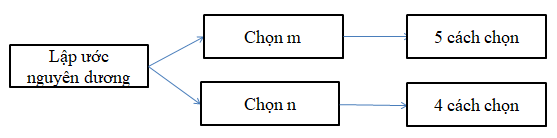 Lập ước
nguyên dương
Chọn m
5 cách chọn
Chọn n
4 cách chọn